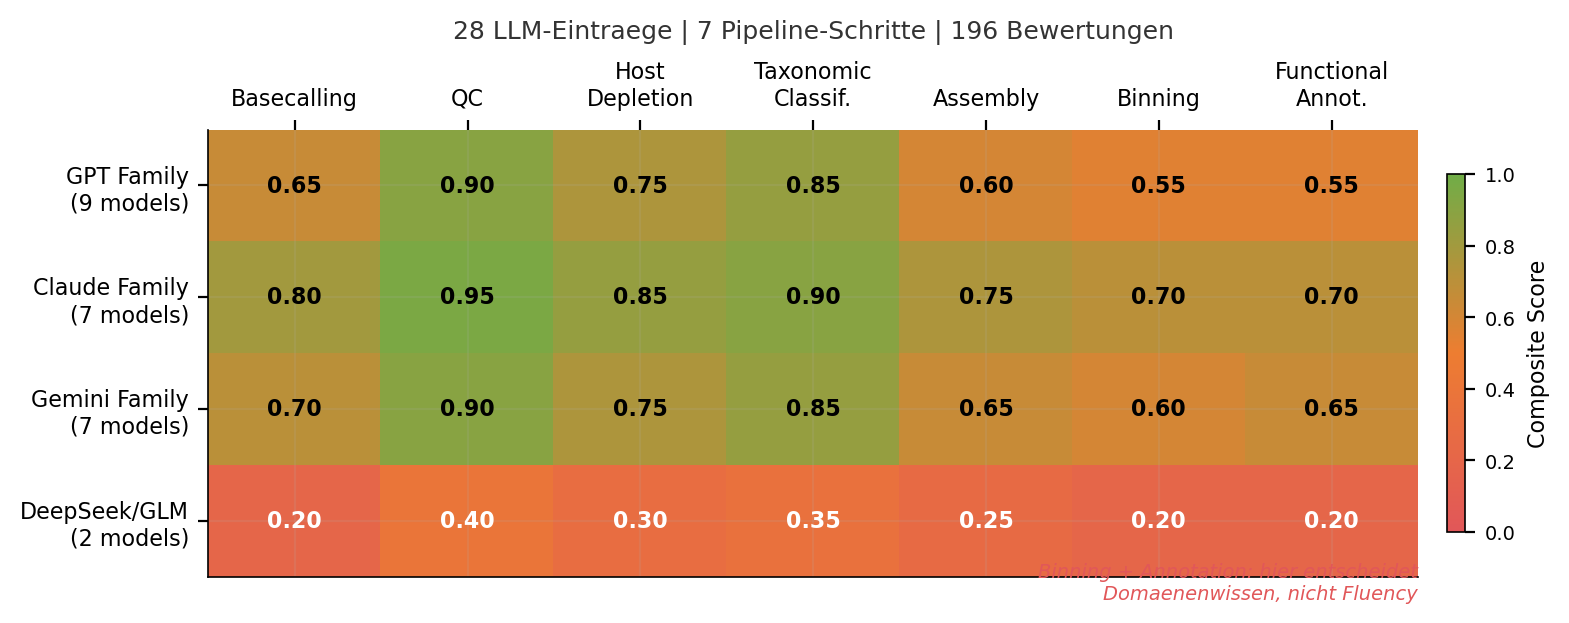 28 LLM-Eintraege | 7 Pipeline-Schritte | 196 Bewertungen
Basecalling
QC
Host
Depletion
Taxonomic
Classif.
Assembly
Binning
Functional
Annot.
GPT Family
(9 models)
0.65 0.90 0.75 0.85 0.60 0.55 0.55
Claude Family
(7 models)
0.80 0.95 0.85 0.90 0.75 0.70 0.70
Gemini Family
(7 models)
0.70 0.90 0.75 0.85 0.65 0.60 0.65
DeepSeek/GLM
(2 models)
0.20 0.40 0.30 0.35 0.25 0.20 0.20
Binning + Annotation: hier entscheidet
Domaenenwissen, nicht Fluency
1.0
0.8
0.6
0.4
0.2
0.0
Composite Score